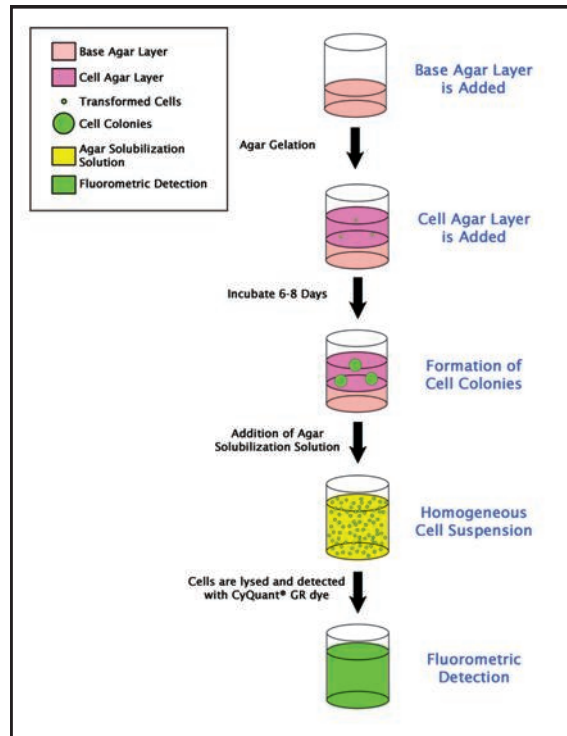 Base Agar Layer
Cell Agar Layer
Transformed Cells
Cell Colonies
Agar Solubilization
Solution
Fluorometric Detection
Base Agar Layer
is Added
Agar Gelation
Cell Agar Layer
is Added
Incubate 6-8 Days
Formation of
Cell Colonies
Addition of Agar
Solubilization Solution
Homogeneous
Cell Suspension
Cells are lysed and detected
with CyQuant® GR dye
Fluorometric
Detection